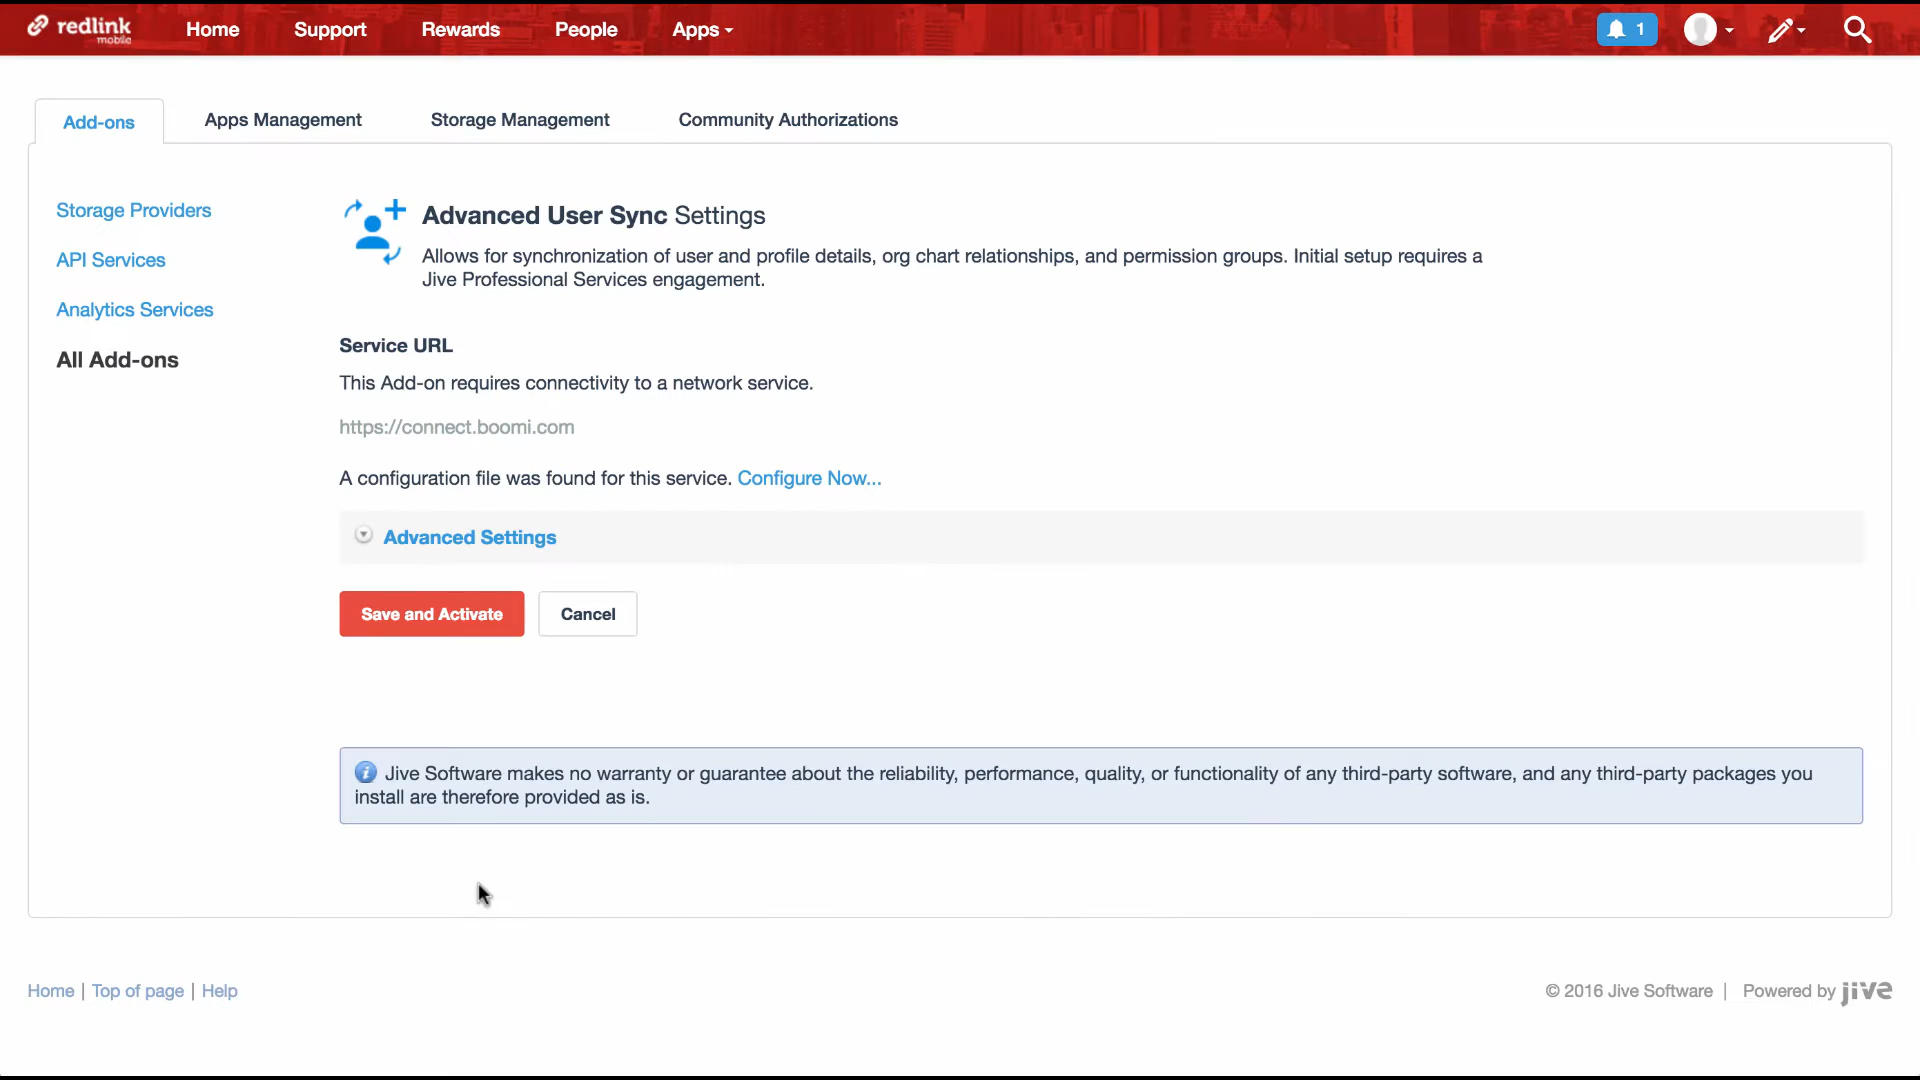 redlink
mobile
Home
Support
Rewards
People
Apps
1
Add-ons
Apps Management
Storage Management
Community Authorizations
Storage Providers
API Services
Analytics Services
All Add-ons
Advanced User Sync Settings
Allows for synchronization of user and profile details, org chart relationships, and permission groups. Initial setup requires a
Jive Professional Services engagement.
Service URL
This Add-on requires connectivity to a network service.
https://connect.boomi.com
A configuration file was found for this service. Configure Now...
Advanced Settings
Save and Activate
Cancel
Jive Software makes no warranty or guarantee about the reliability, performance, quality, or functionality of any third-party software, and any third-party packages you
install are therefore provided as is.
Home | Top of page | Help
© 2016 Jive Software | Powered by jive